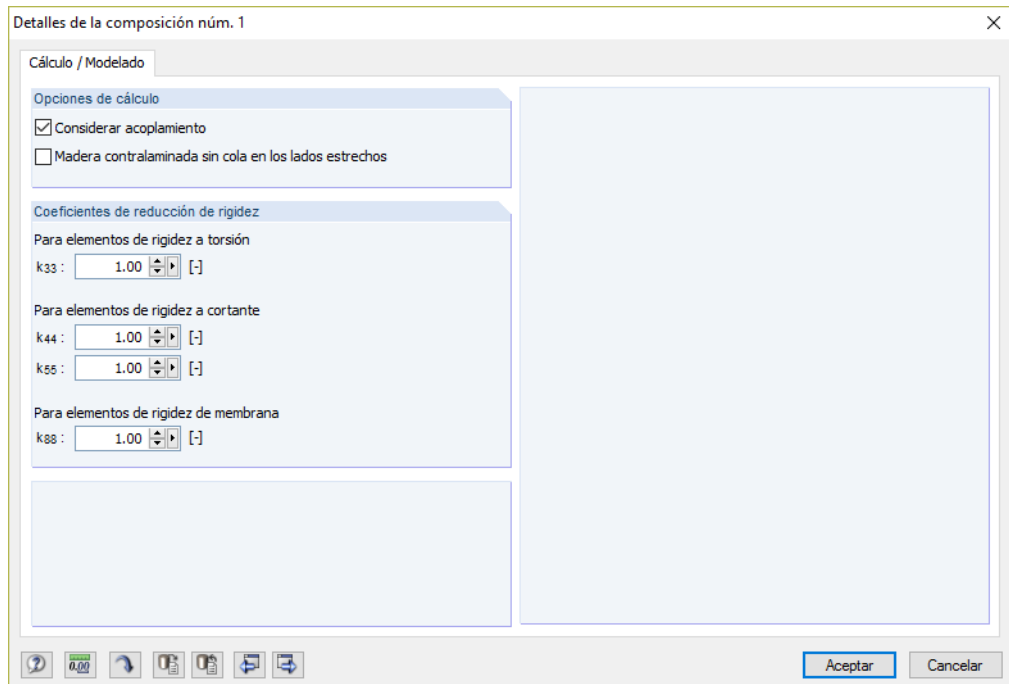 Detalles de la composición núm. 1
Cálculo / Modelado
Opciones de cálculo
Considerar acoplamiento
Madera contralaminada sin cola en los lados estrechos
Coeficientes de reducción de rigidez
Para elementos de rigidez a torsión
k33 : 1.00 [-]
Para elementos de rigidez a cortante
k44 : 1.00 [-]
k55 : 1.00 [-]
Para elementos de rigidez de membrana
k88 : 1.00 [-]
0.00
Aceptar Cancelar